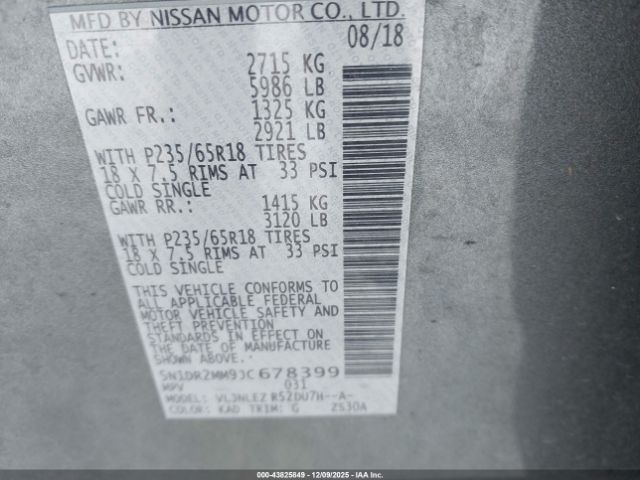 MFD BY NISSAN MOTOR CO., LTD.
DATE: 08/18
GVWR: 2715 KG
5986 LB
GAWR FR.: 1325 KG
2921 LB
WITH P235/65R18 TIRES
18 X 7.5 RIMS AT 33 PSI
COLD SINGLE
GAWR RR.: 1415 KG
3120 LB
WITH P235/65R18 TIRES
18 X 7.5 RIMS AT 33 PSI
COLD SINGLE
THIS VEHICLE CONFORMS TO
ALL APPLICABLE FEDERAL
MOTOR VEHICLE SAFETY AND
THEFT PREVENTION
STANDARDS IN EFFECT ON
THE DATE OF MANUFACTURE
SHOWN ABOVE.
5N1DR2MM9JC678399
MPV 031
MODEL: VLJNLEZ R52DU7H--A-
COLOR: KAD TRIM: G ZS30A
000-43825849 - 12/09/2025 - IAAI.COM